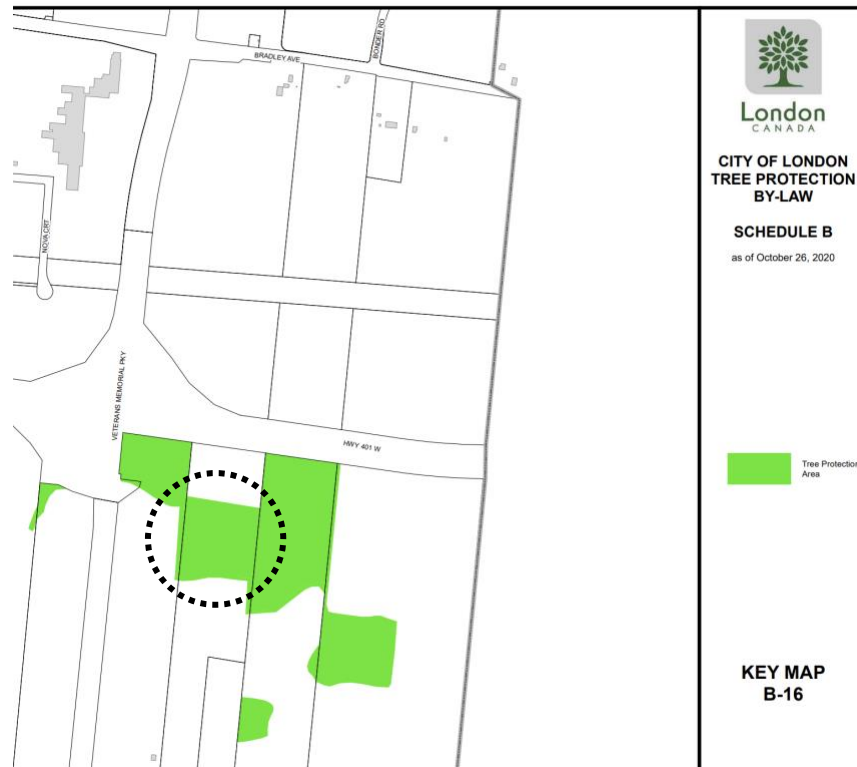 BRADLEY AVE
BONDER RD
NOVA CRT
VETERANS MEMORIAL PKY
HWY 401 W
London
CANADA
CITY OF LONDON
TREE PROTECTION
BY-LAW
SCHEDULE B
as of October 26, 2020
Tree Protection
Area
KEY MAP
B-16